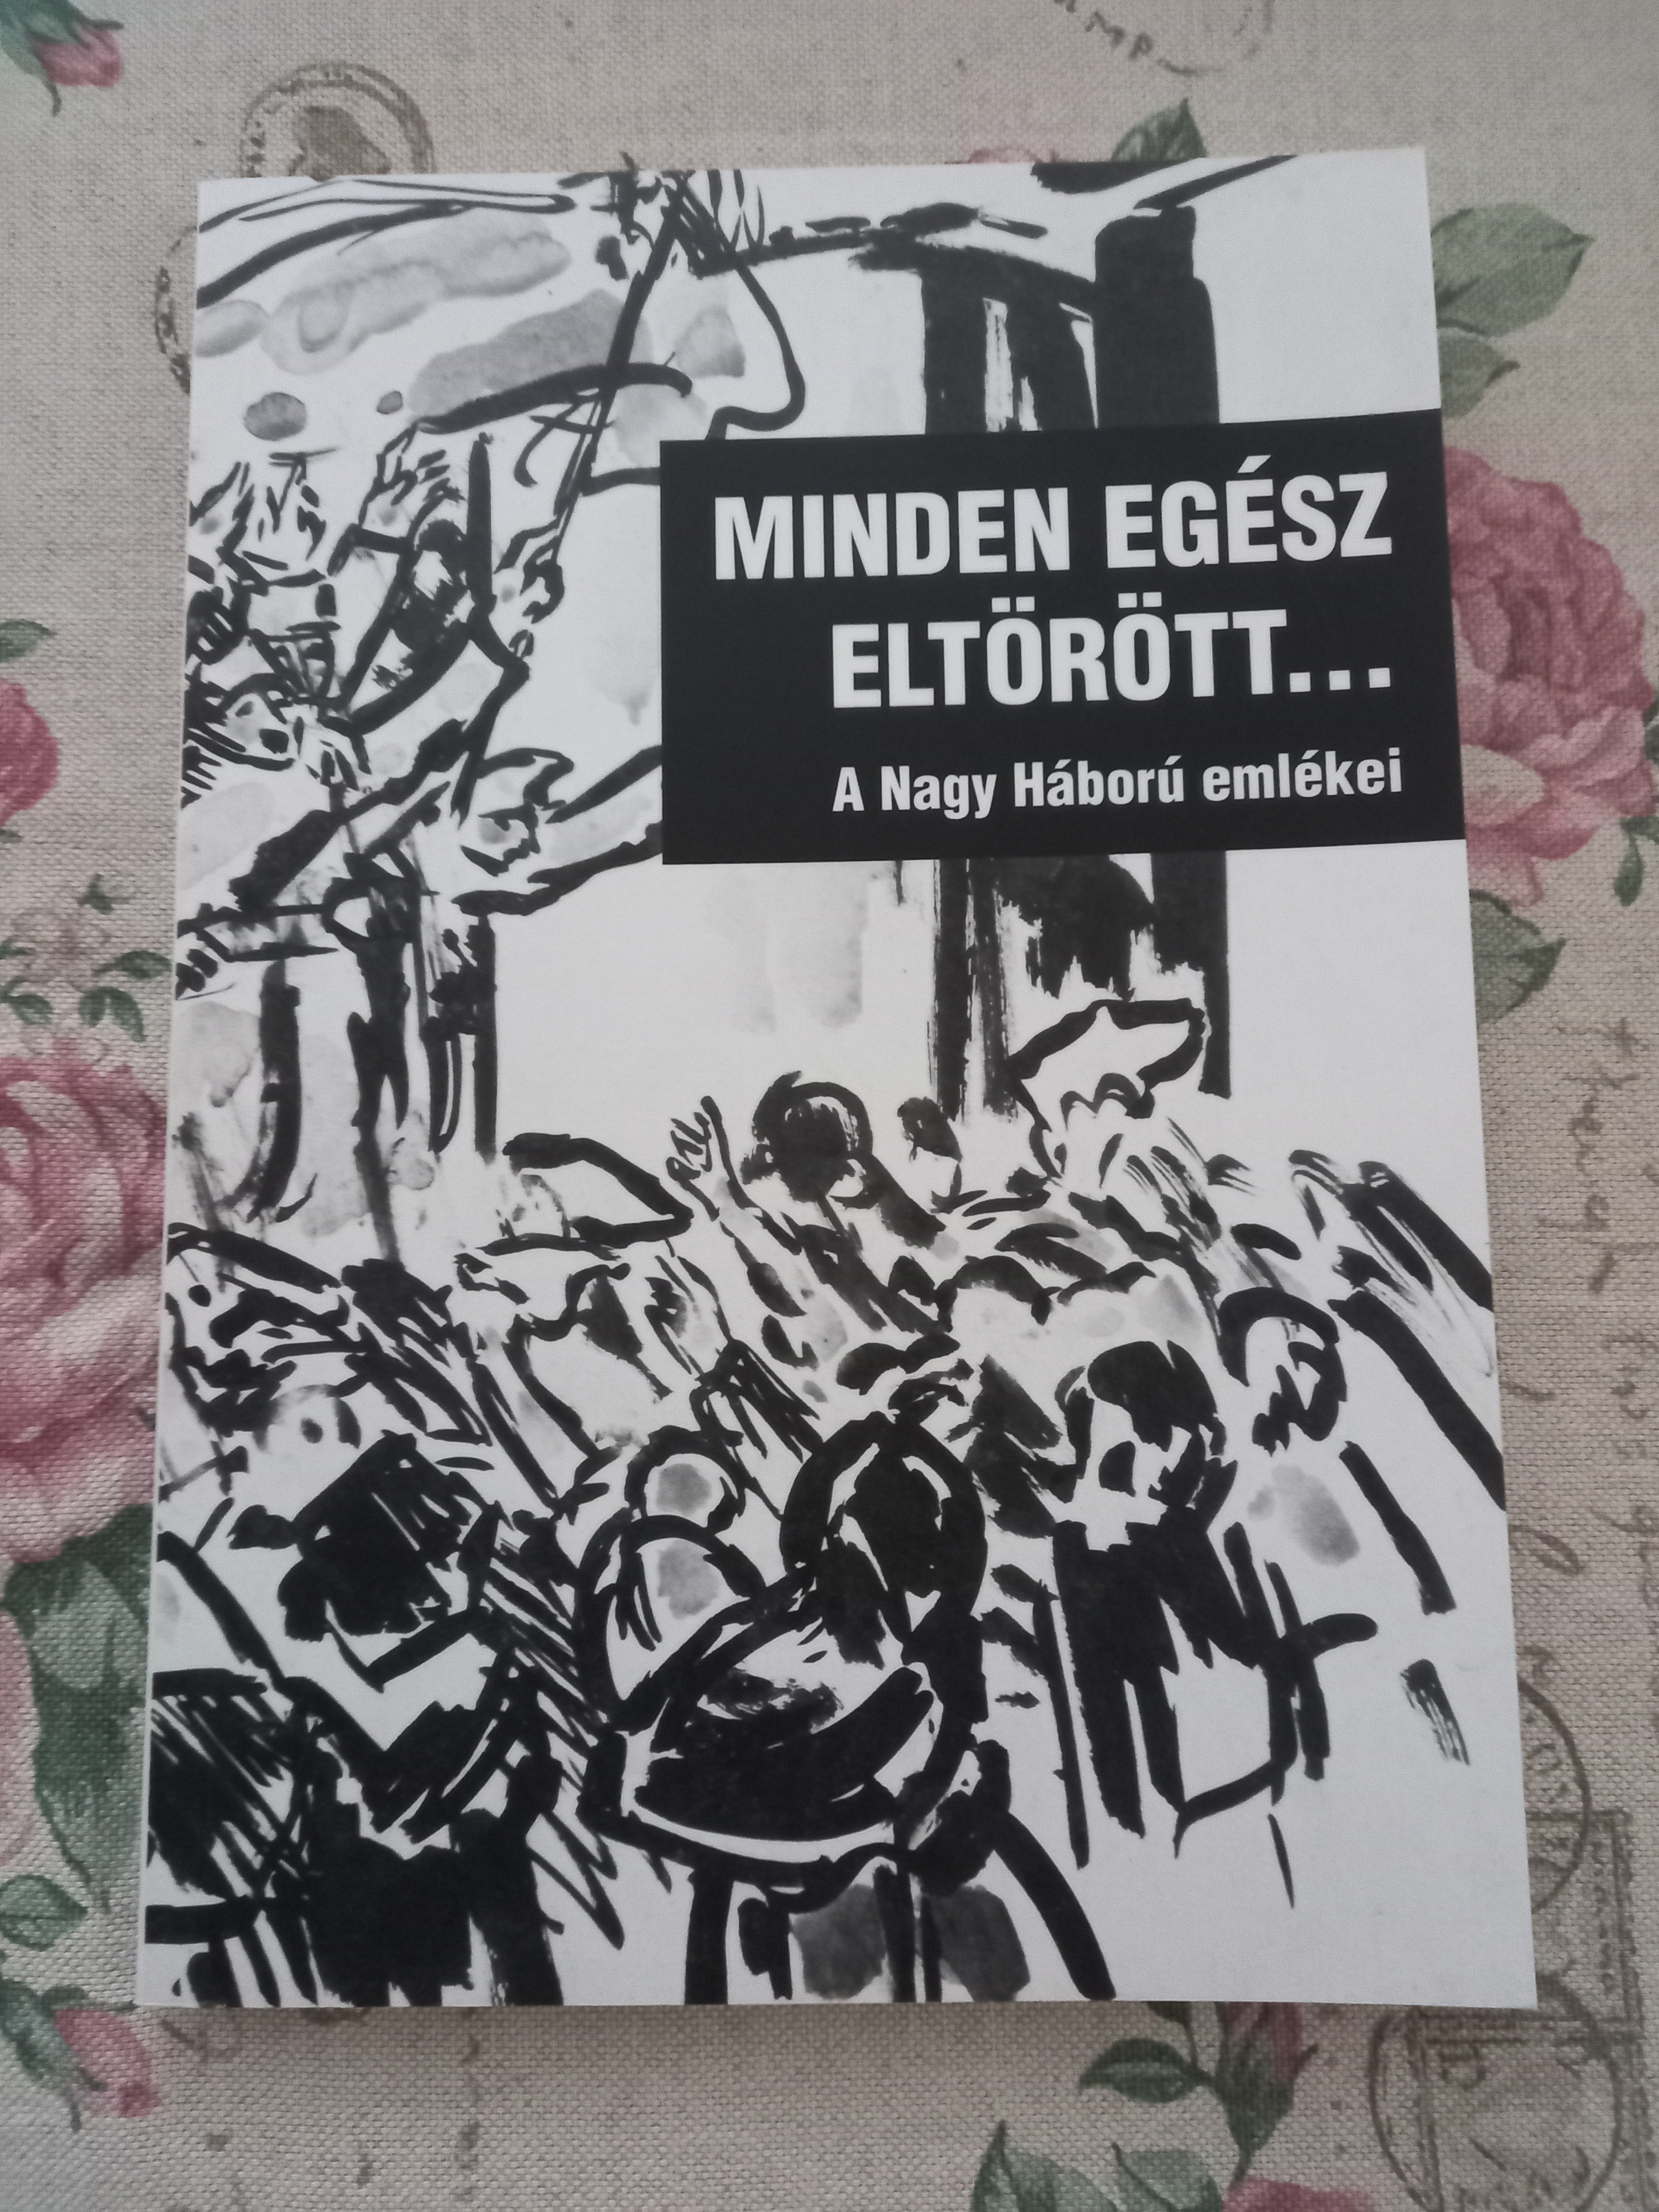 MINDEN EGÉSZ
ELTÖRÖTT...
A Nagy Háború emlékei